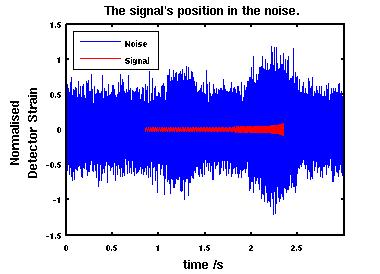 The signal's position in the noise.
Noise
Signal
Normalised
Detector Strain
1.5
1
0.5
0
-0.5
-1
-1.5
0 0.5 1 1.5 2 2.5
time /s